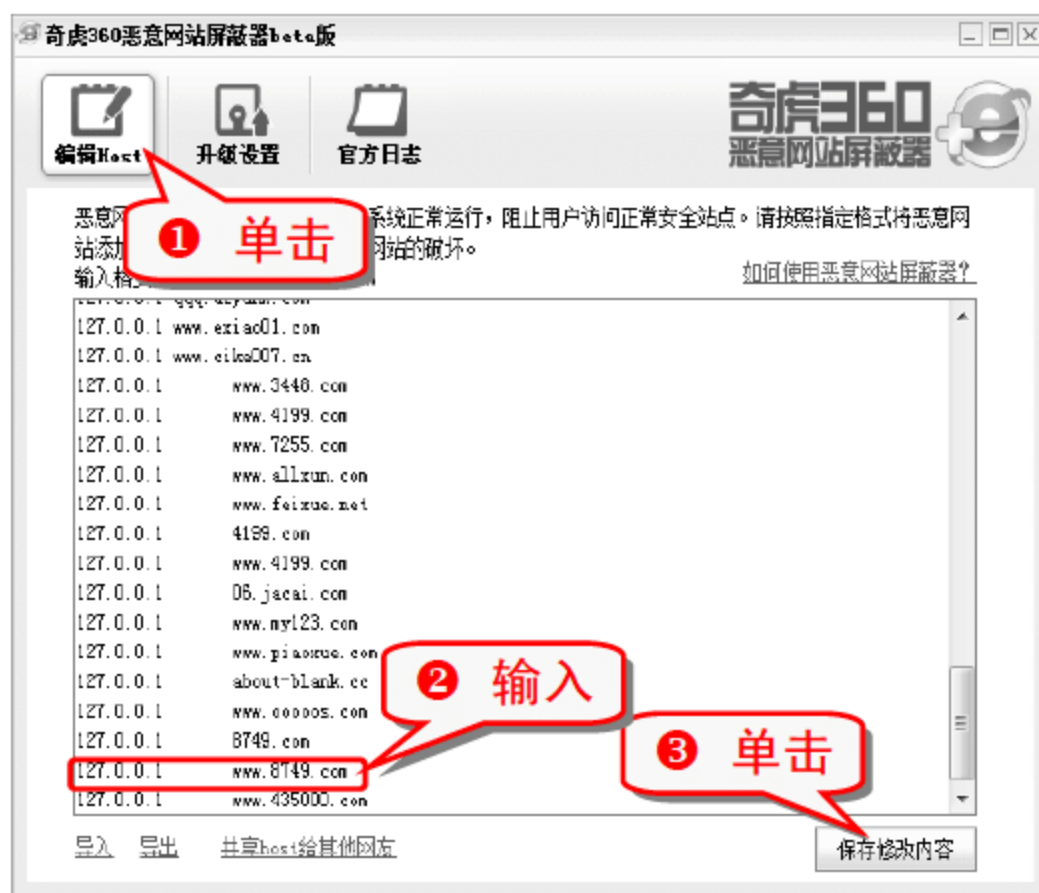 奇虎360恶意网站屏蔽器beta版
编辑Host 升级设置 官方日志
奇虎360
恶意网站屏蔽器
恶意网 系统正常运行，阻止用户访问正常安全站点。请按照指定格式将恶意网
站添加 网站的破坏。
输入格
如何使用恶意网站屏蔽器？
❶ 单击
127.0.0.1 www.exiao01.com
127.0.0.1
127.0.0.1 www.3448.com
127.0.0.1 www.4199.com
127.0.0.1 www.7255.com
127.0.0.1 www.allxun.com
127.0.0.1 www.feixue.net
127.0.0.1 4199.com
127.0.0.1 www.4199.com
127.0.0.1 06.jacai.com
127.0.0.1 www.my123.com
127.0.0.1 www.piaoxue.com
127.0.0.1 about-blank.cc
127.0.0.1
127.0.0.1 8749.com
127.0.0.1 www.8749.com
127.0.0.1 www.435000.com
❷ 输入
❸ 单击
导入 导出 共享host给其他网友
保存修改内容